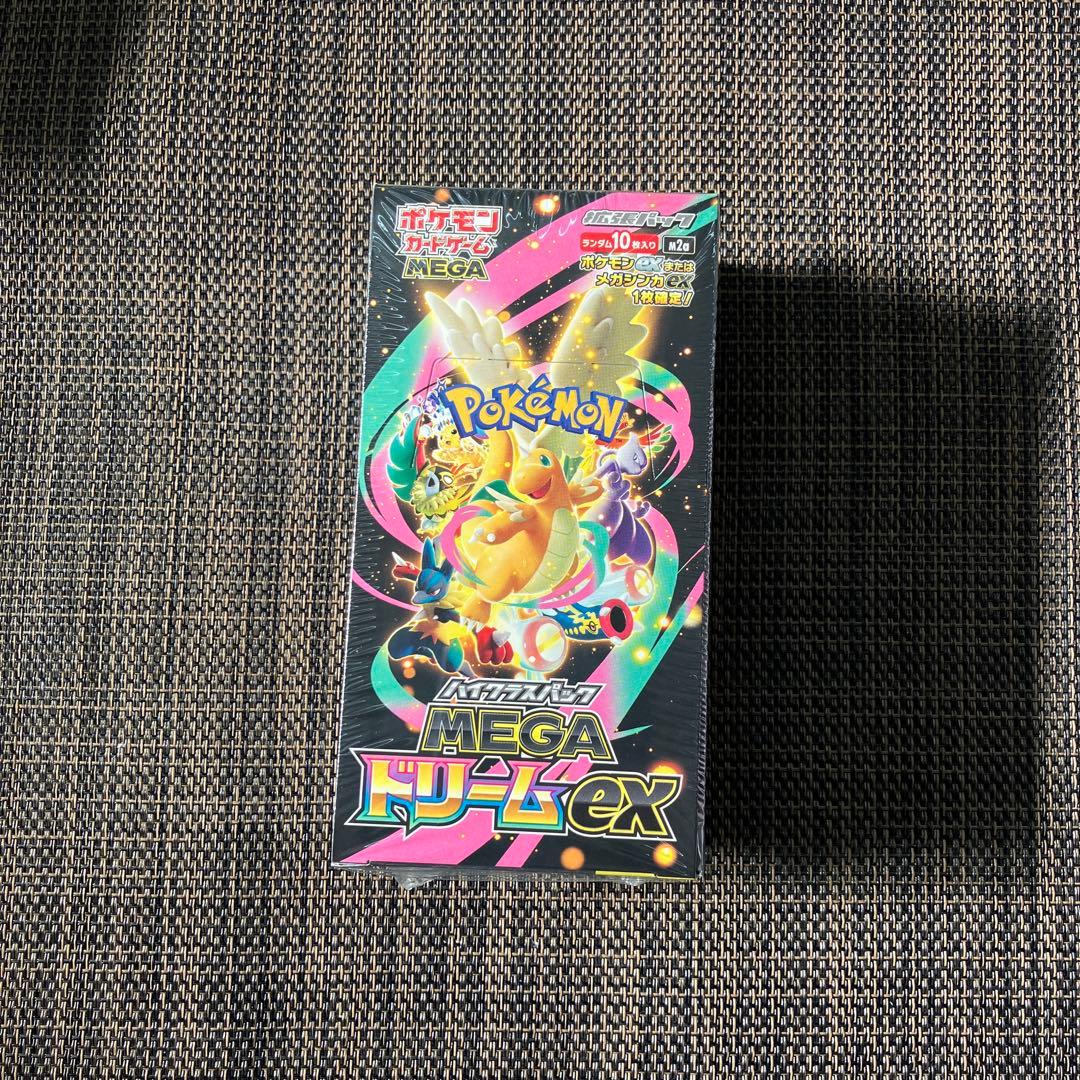 ポケモン
カードゲーム
MEGA
拡張パック
ランダム10枚入り
M2a
ポケモンexまたは
メガシンカex
1枚確定!
POKéMON
ハイクラスパック
MEGA
ドリームex